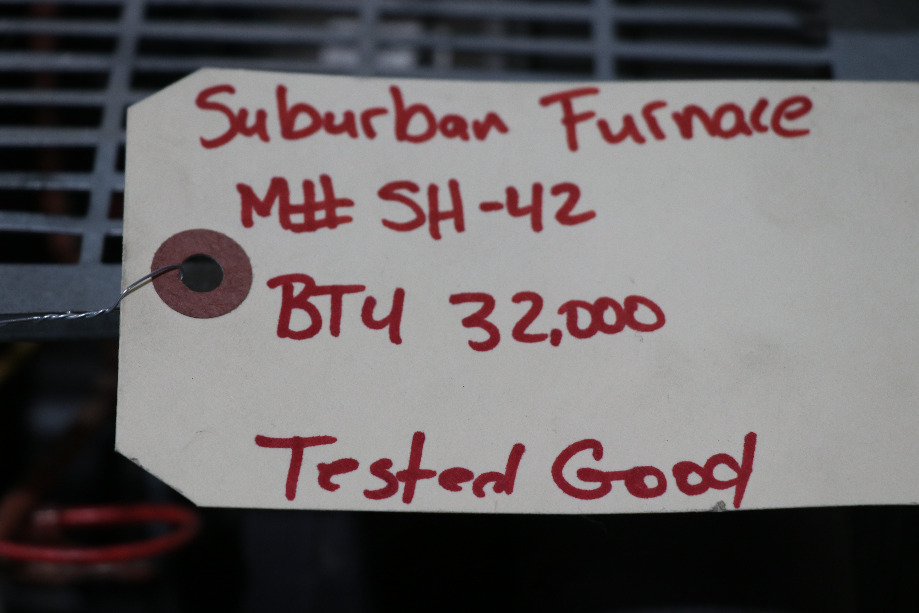 Suburban Furnace
M# SH-42
BTU 32,000
Tested Good